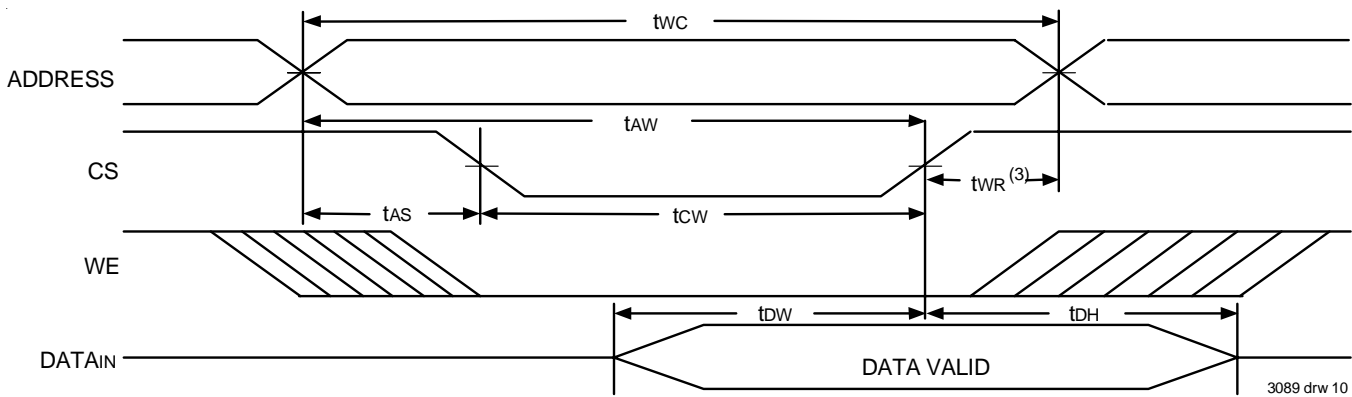 tWC
ADDRESS
tAW
CS
tWR (3)
tAS
tCW
WE
tDW
tDH
DATAIN
DATA VALID
3089 drw 10